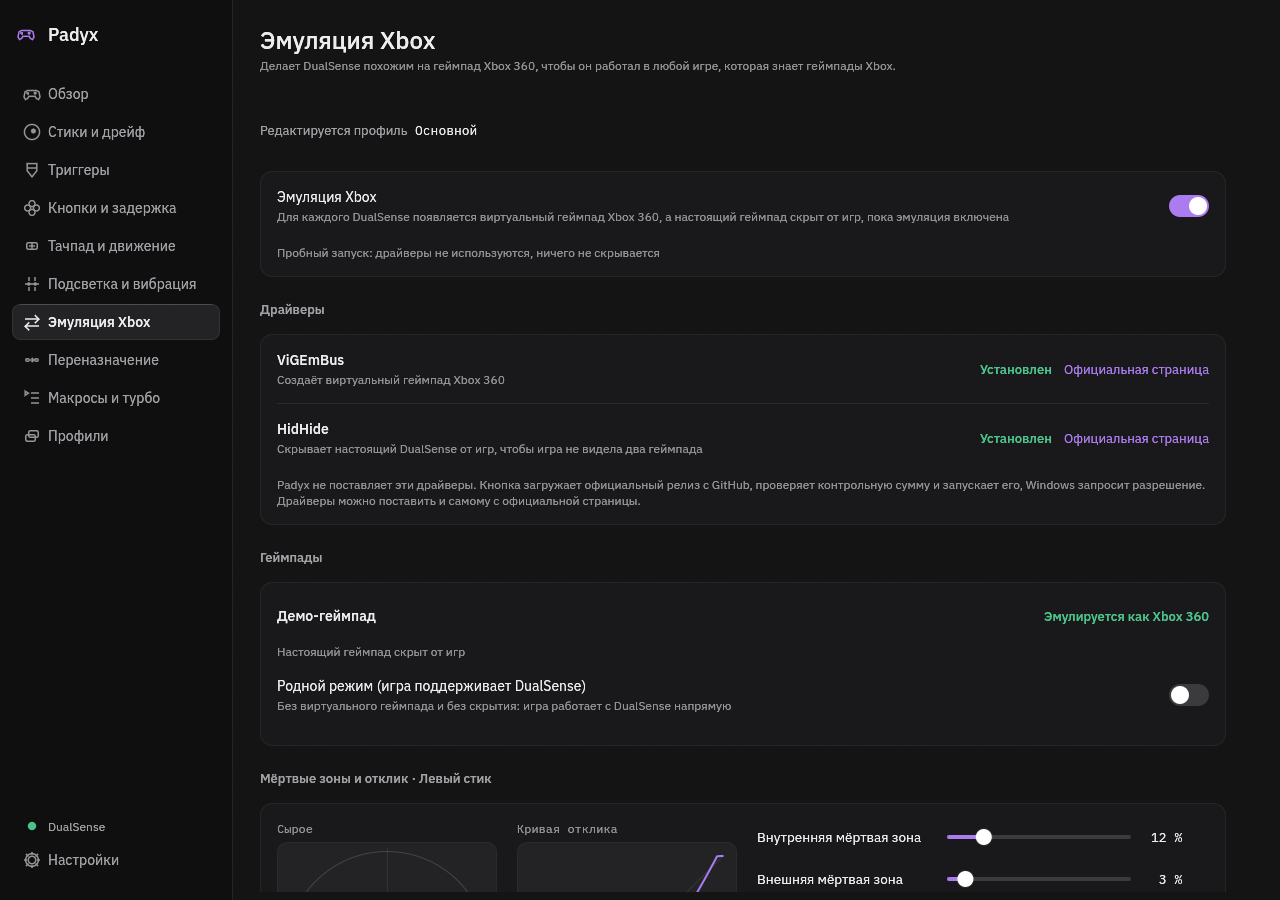 Padyx
Обзор
Стики и дрейф
Триггеры
Кнопки и задержка
Тачпад и движение
Подсветка и вибрация
Эмуляция Xbox
Переназначение
Макросы и турбо
Профили
DualSense
Настройки
Эмуляция Xbox
Делает DualSense похожим на геймпад Xbox 360, чтобы он работал в любой игре, которая знает геймпады Xbox.
Редактируется профиль Основной
Эмуляция Xbox
Для каждого DualSense появляется виртуальный геймпад Xbox 360, а настоящий геймпад скрыт от игр, пока эмуляция включена
Пробный запуск: драйверы не используются, ничего не скрывается
Драйверы
ViGEmBus
Создаёт виртуальный геймпад Xbox 360
Установлен Официальная страница
HidHide
Скрывает настоящий DualSense от игр, чтобы игра не видела два геймпада
Установлен Официальная страница
Padyx не поставляет эти драйверы. Кнопка загружает официальный релиз с GitHub, проверяет контрольную сумму и запускает его, Windows запросит разрешение.
Драйверы можно поставить и самому с официальной страницы.
Геймпады
Демо-геймпад
Эмулируется как Xbox 360
Настоящий геймпад скрыт от игр
Родной режим (игра поддерживает DualSense)
Без виртуального геймпада и без скрытия: игра работает с DualSense напрямую
Мёртвые зоны и отклик · Левый стик
Сырое
Кривая отклика
Внутренняя мёртвая зона 12 %
Внешняя мёртвая зона 3 %